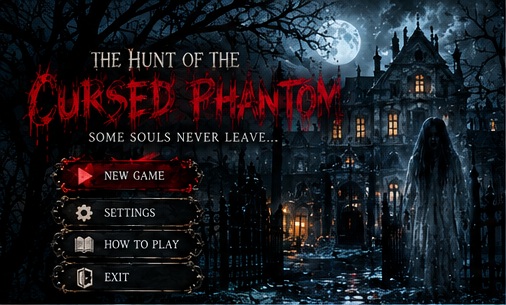 THE HUNT OF THE
CURSED PHANTOM
SOME SOULS NEVER LEAVE...
NEW GAME
SETTINGS
HOW TO PLAY
EXIT